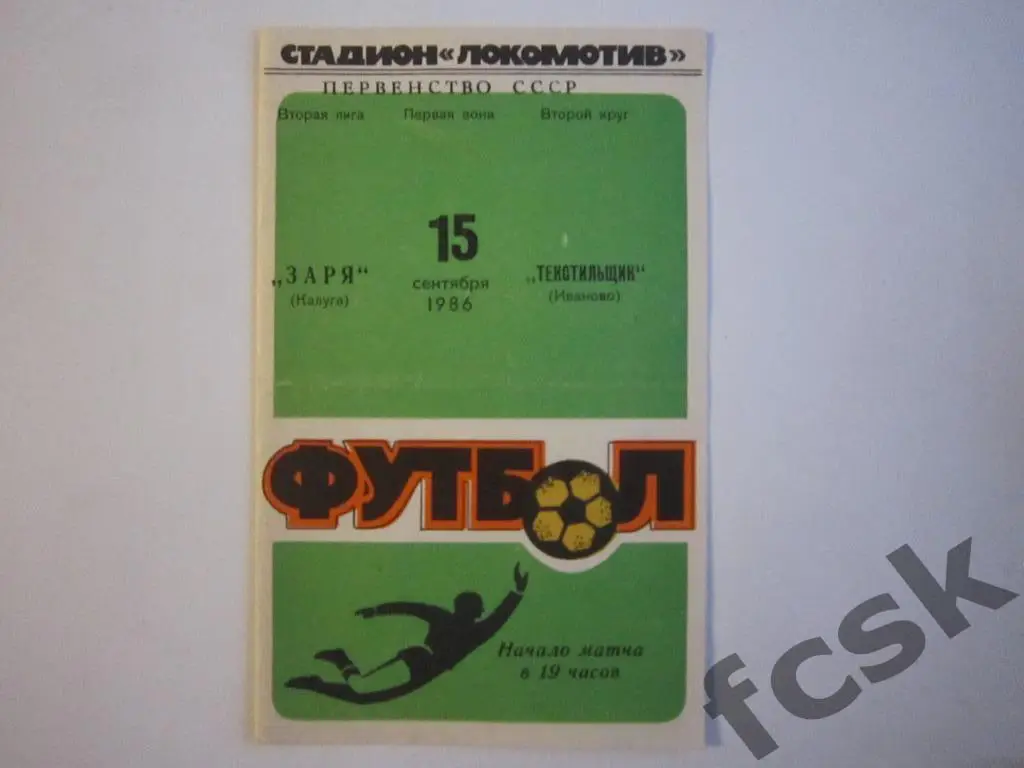 СТАДИОН «ЛОКОМОТИВ»
ПЕРВЕНСТВО СССР
Вторая лига Первая зона Второй круг
15
„ЗАРЯ“ сентября „ТЕКСТИЛЬЩИК“
(Калуга) 1986 (Иваново)
ФУТБОЛ
Начало матча
в 19 часов
fcsk